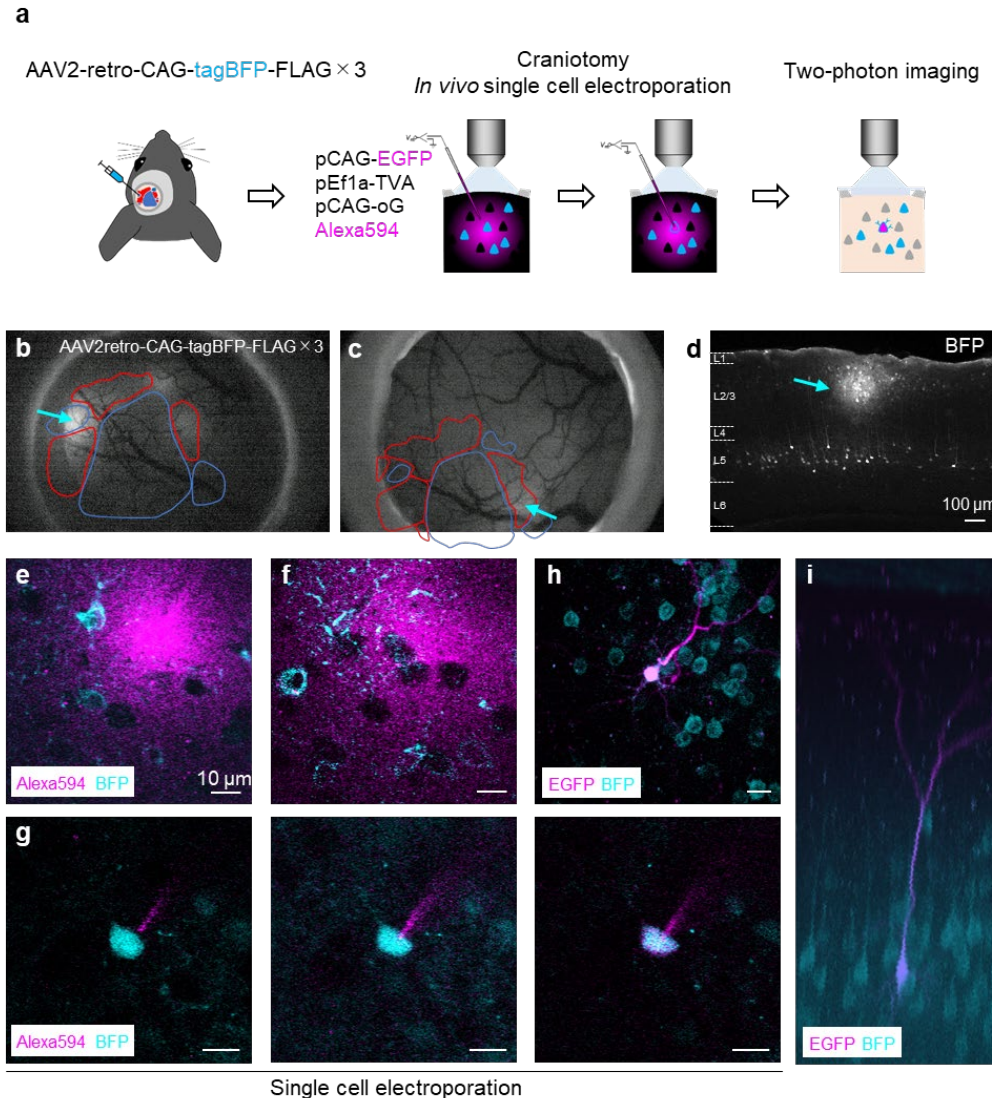 a
AAV2-retro-CAG-tagBFP-FLAG×3
Craniotomy
In vivo single cell electroporation
Two-photon imaging
pCAG-EGFP
pEf1a-TVA
pCAG-oG
Alexa594
b
AAV2retro-CAG-tagBFP-FLAG×3
c
d
BFP
L1
L2/3
L4
L5
L6
100 µm
e
Alexa594 BFP
10 µm
f
h
EGFP BFP
i
EGFP BFP
g
Alexa594 BFP
Single cell electroporation